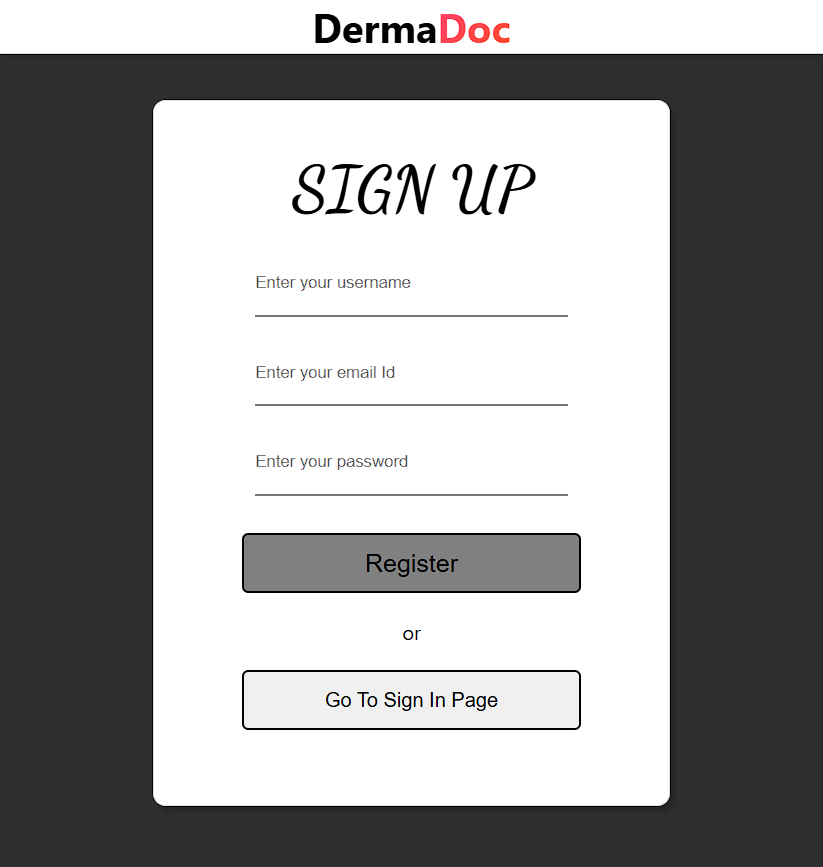 DermaDoc
SIGN UP
Enter your username
Enter your email Id
Enter your password
Register
or
Go To Sign In Page